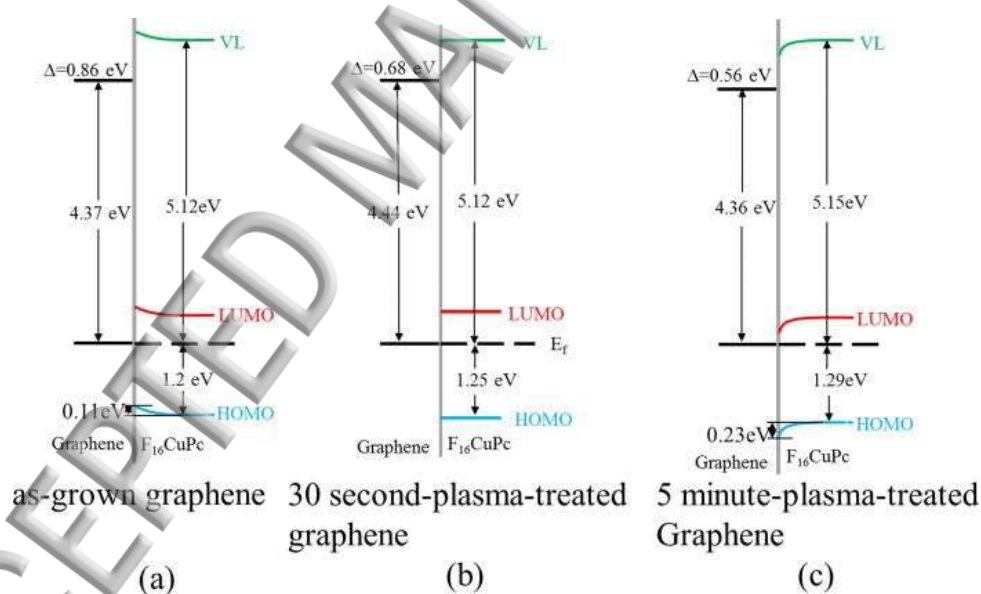 VL
Δ=0.86 eV
4.37 eV
5.12eV
LUMO
1.2 eV
0.11eV
HOMO
Graphene
F₁₆CuPc
as-grown graphene
(a)
VL
Δ=0.68 eV
4.44 eV
5.12 eV
LUMO
E_f
1.25 eV
HOMO
Graphene
F₁₆CuPc
30 second-plasma-treated
graphene
(b)
VL
Δ=0.56 eV
4.36 eV
5.15eV
LUMO
1.29eV
HOMO
0.23eV
Graphene
F₁₆CuPc
5 minute-plasma-treated
Graphene
(c)